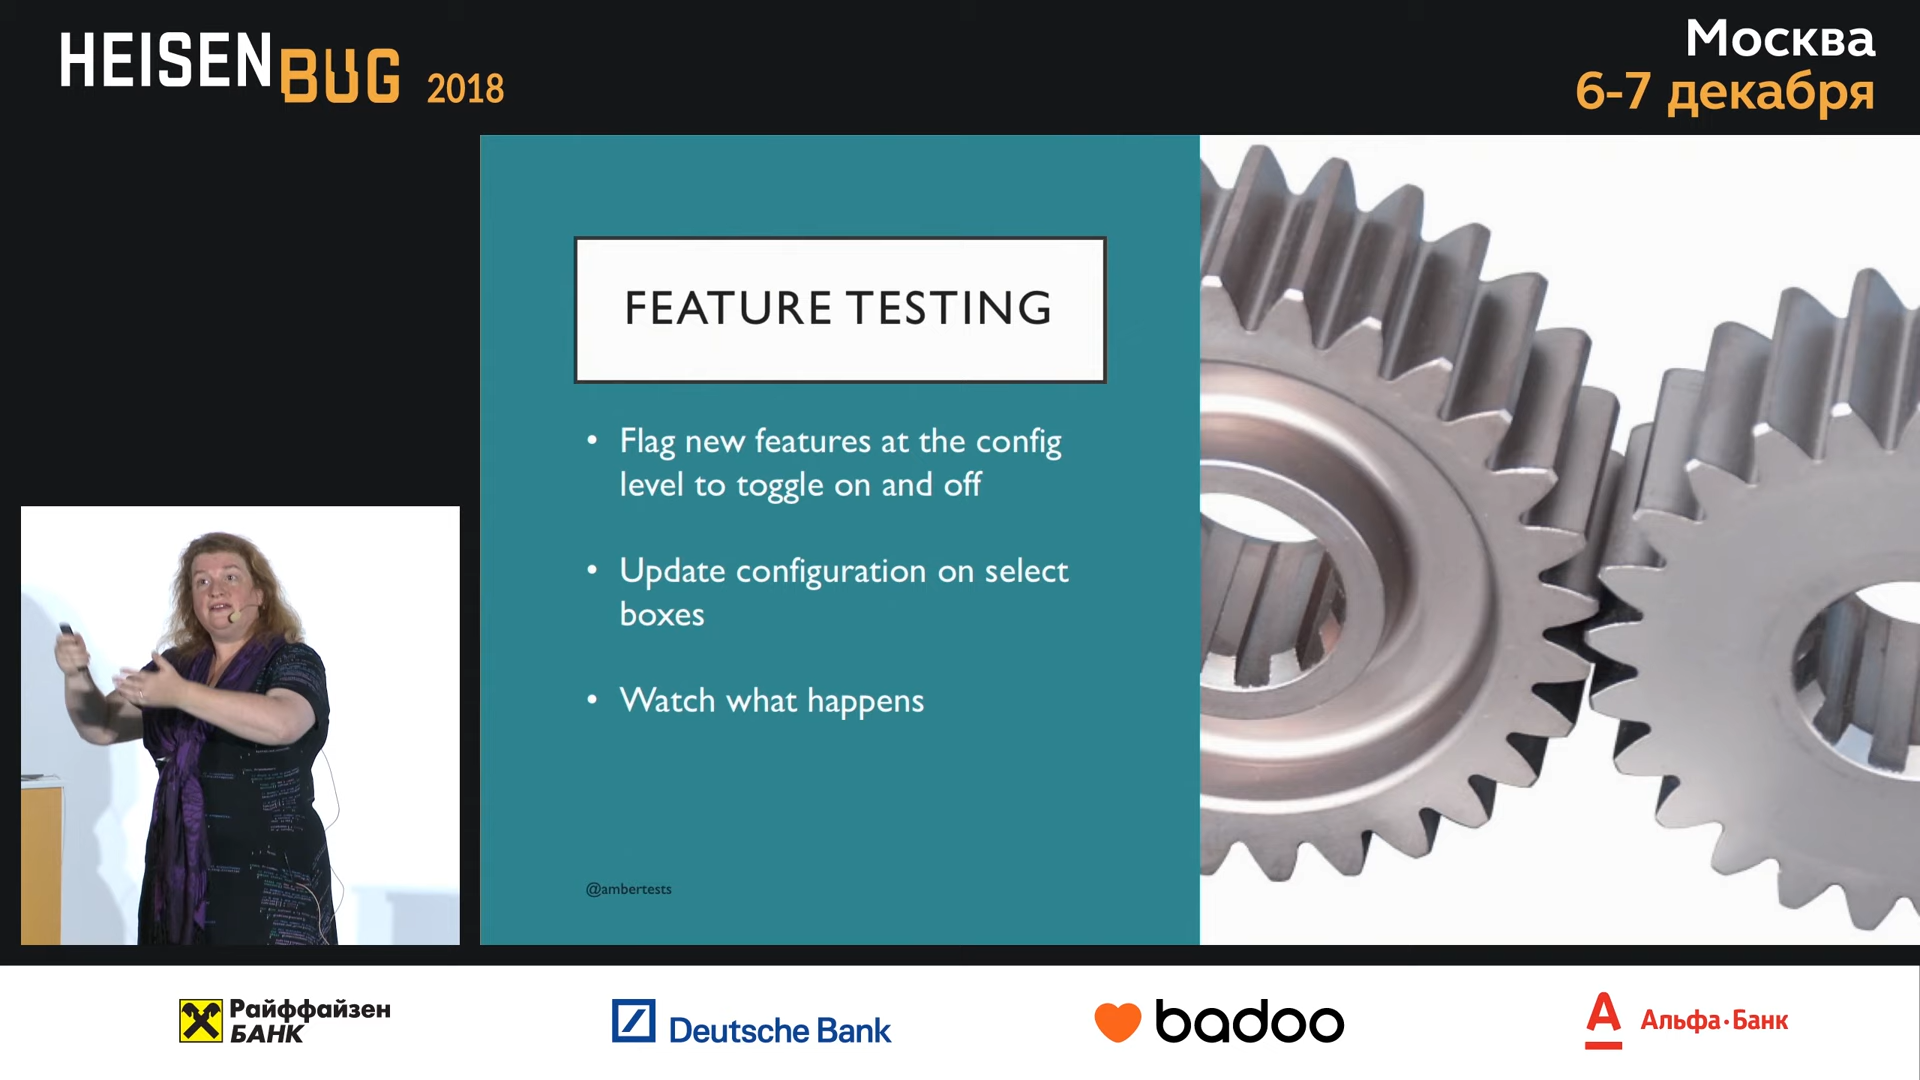 HEISENBUG 2018
Москва
6-7 декабря
FEATURE TESTING
• Flag new features at the config
level to toggle on and off
• Update configuration on select
boxes
• Watch what happens
@ambertests
Райффайзен
БАНК
Deutsche Bank
badoo
Альфа·Банк